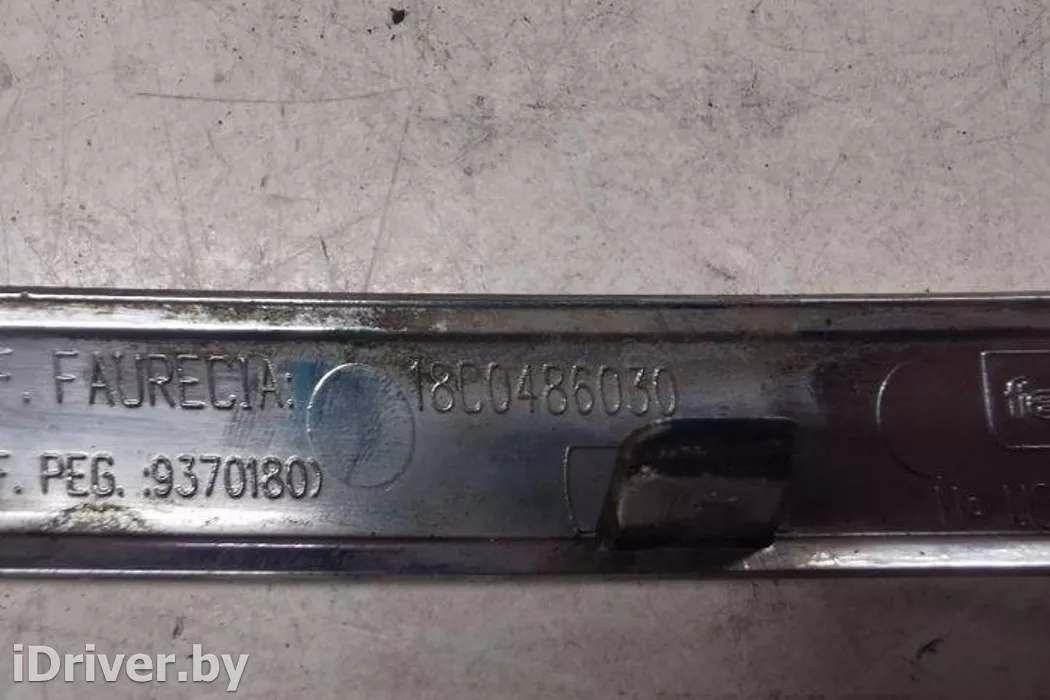 F. FAURECIA: 18C0486030
F. PEG. :9370180)
iDriver.by